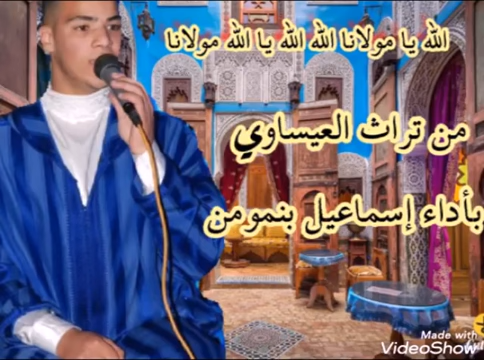 الله يا مولانا الله الله يا الله مولانا
من تراث العيساوي
بأداء إسماعيل بنمومن
Made with
VideoShow